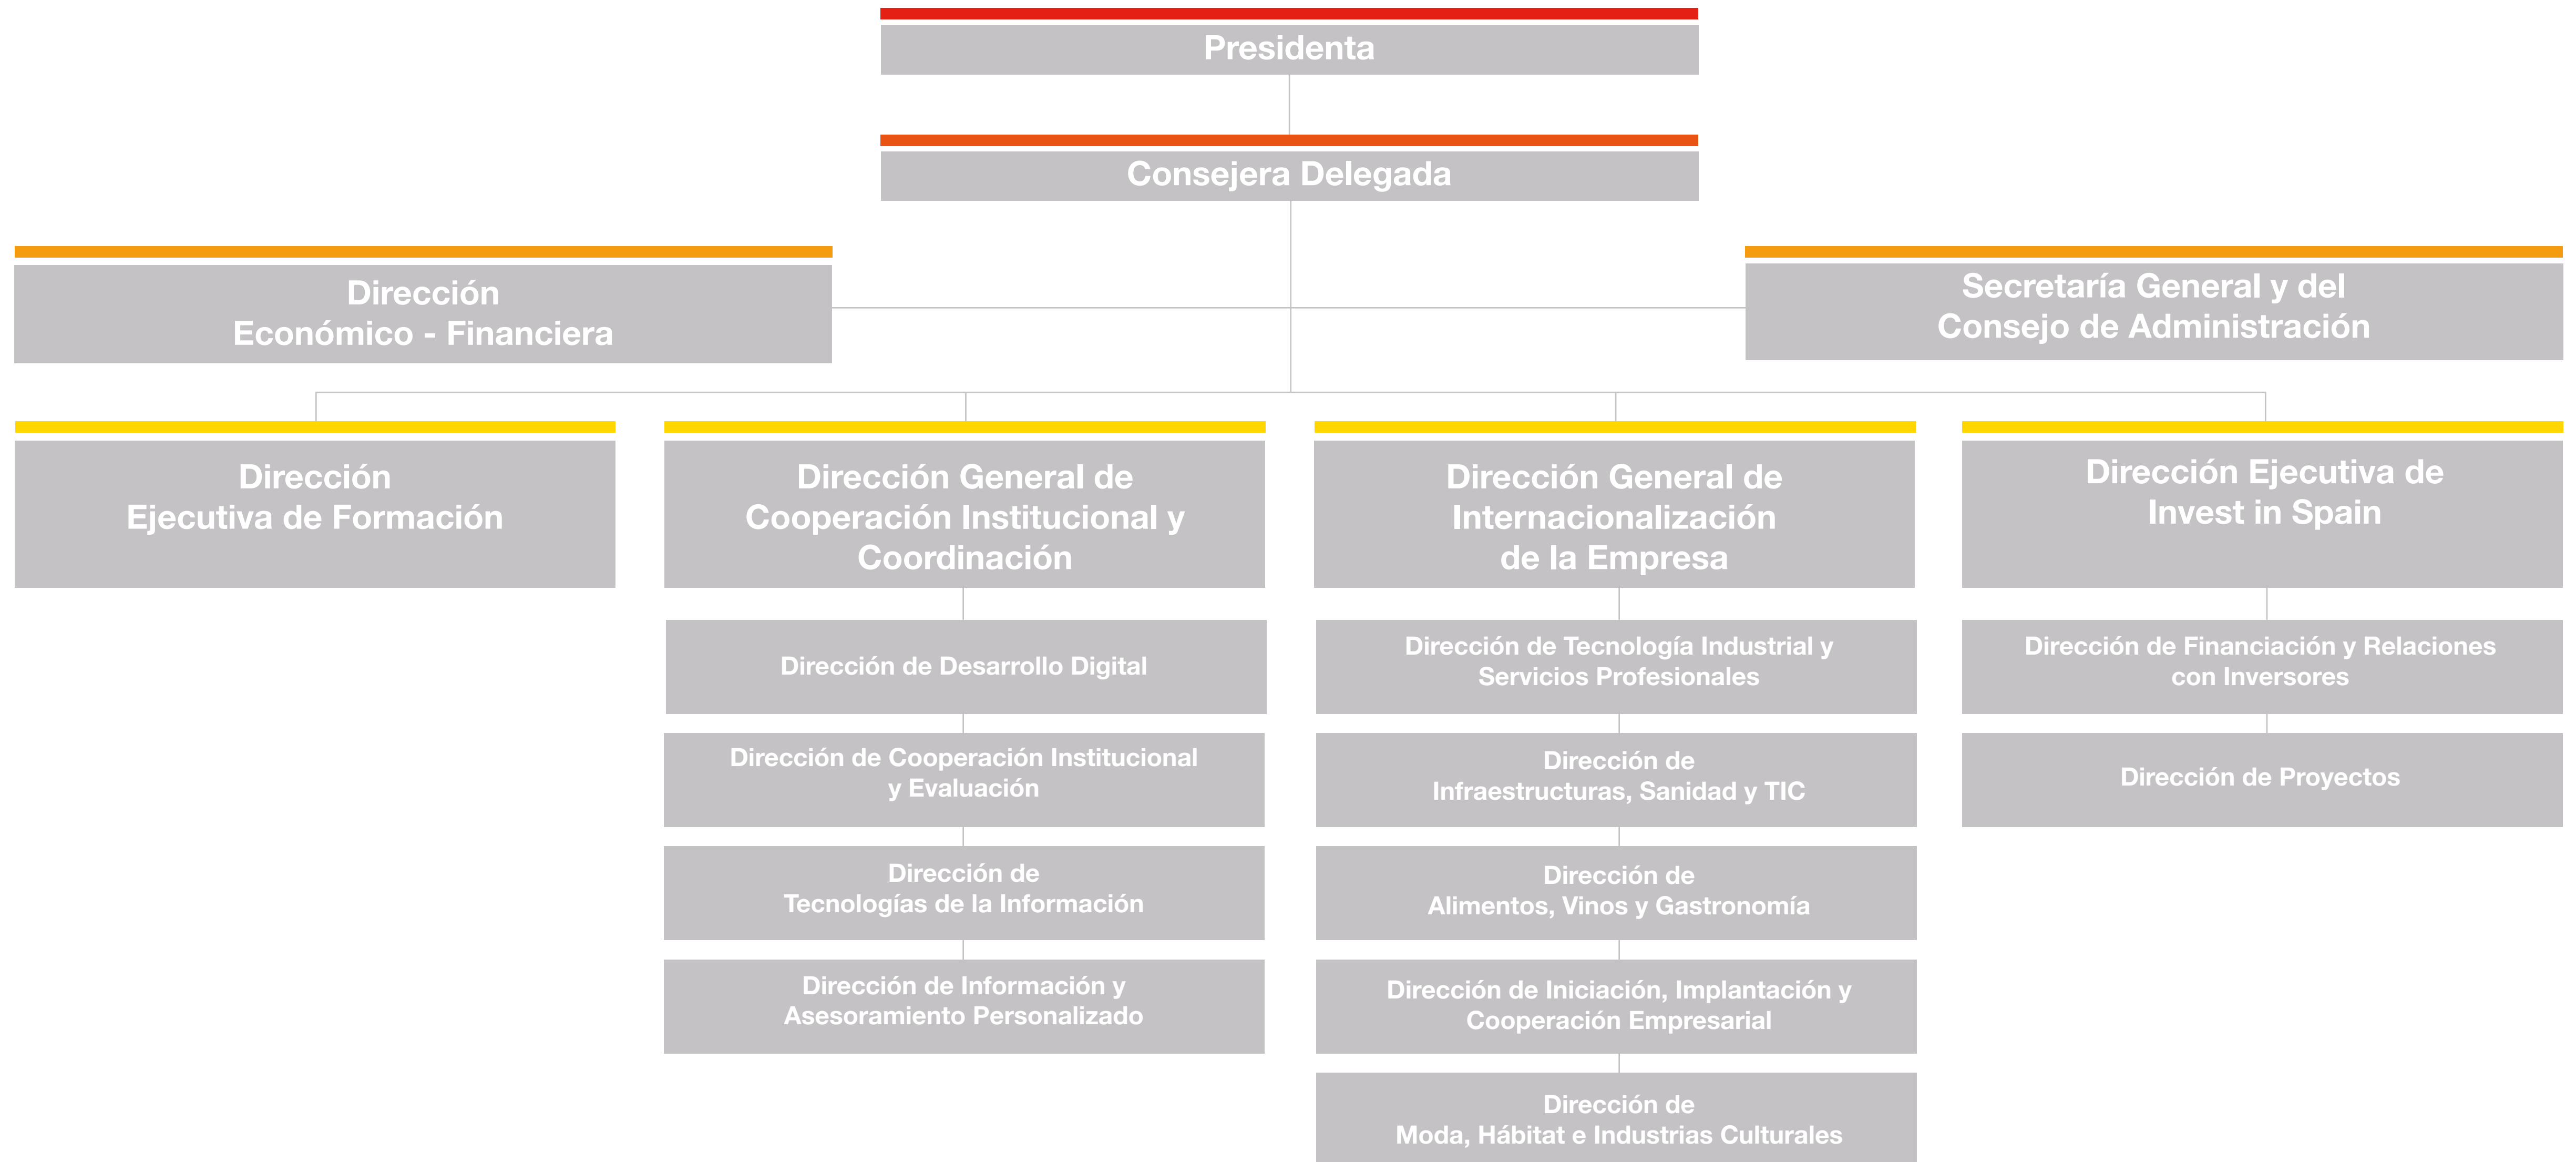 Presidenta
Consejera Delegada
Dirección
Económico - Financiera
Secretaría General y del
Consejo de Administración
Dirección
Ejecutiva de Formación
Dirección General de
Cooperación Institucional y
Coordinación
Dirección de Desarrollo Digital
Dirección de Cooperación Institucional
y Evaluación
Dirección de
Tecnologías de la Información
Dirección de Información y
Asesoramiento Personalizado
Dirección General de
Internacionalización
de la Empresa
Dirección de Tecnología Industrial y
Servicios Profesionales
Dirección de
Infraestructuras, Sanidad y TIC
Dirección de
Alimentos, Vinos y Gastronomía
Dirección de Iniciación, Implantación y
Cooperación Empresarial
Dirección de
Moda, Hábitat e Industrias Culturales
Dirección Ejecutiva de
Invest in Spain
Dirección de Financiación y Relaciones
con Inversores
Dirección de Proyectos